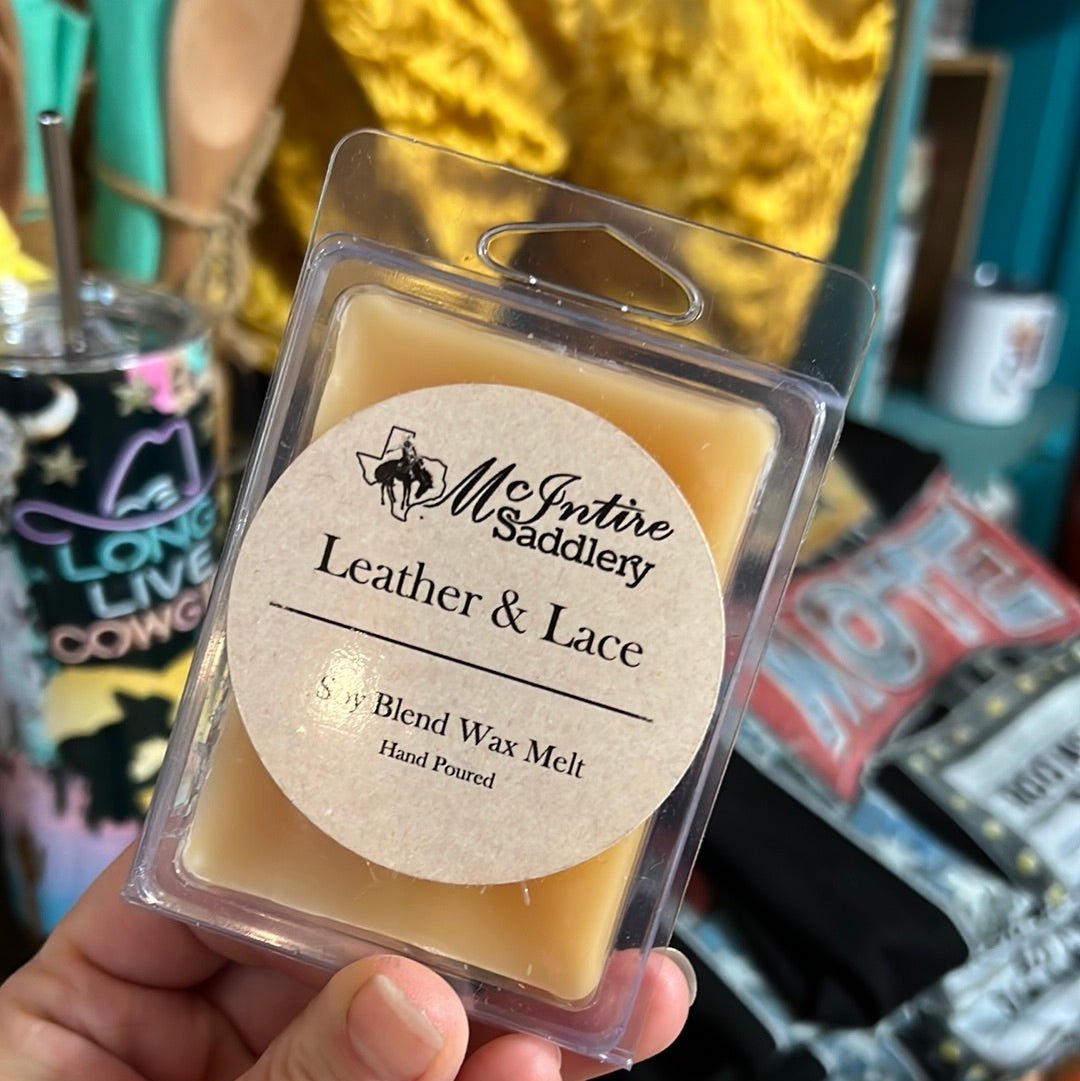 McIntire
Saddlery
Leather & Lace
Soy Blend Wax Melt
Hand Poured
LONG
LIVE
COWG